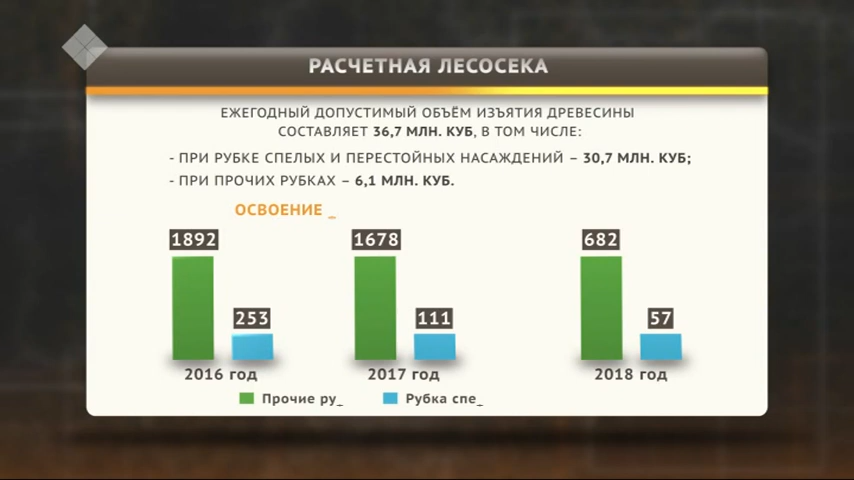 РАСЧЕТНАЯ ЛЕСОСЕКА
ЕЖЕГОДНЫЙ ДОПУСТИМЫЙ ОБЪЁМ ИЗЪЯТИЯ ДРЕВЕСИНЫ
СОСТАВЛЯЕТ 36,7 МЛН. КУБ, В ТОМ ЧИСЛЕ:
- ПРИ РУБКЕ СПЕЛЫХ И ПЕРЕСТОЙНЫХ НАСАЖДЕНИЙ – 30,7 МЛН. КУБ;
- ПРИ ПРОЧИХ РУБКАХ – 6,1 МЛН. КУБ.
ОСВОЕНИЕ _
1892 1678 682
253 111 57
2016 год 2017 год 2018 год
Прочие ру_ Рубка спе_